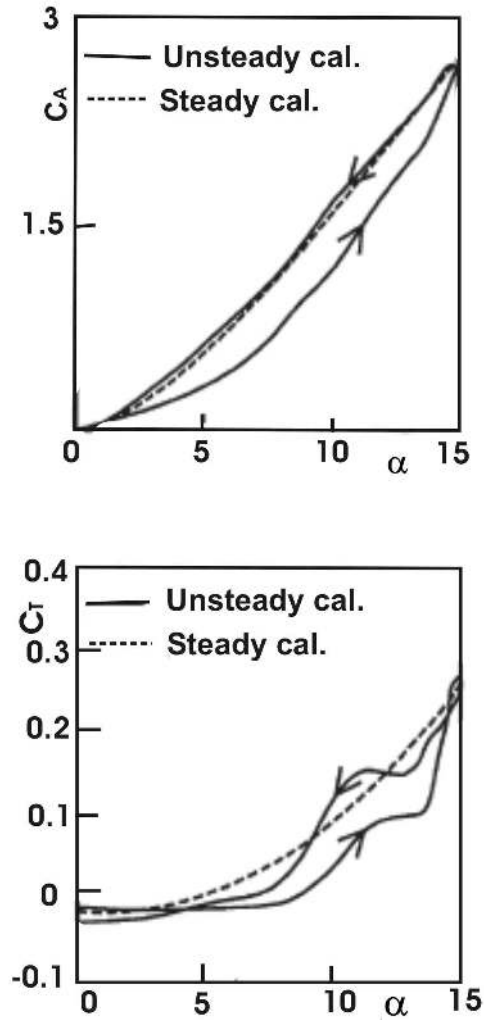 3
Unsteady cal.
Steady cal.
CA
1.5
0 5 10 15
α
0.4
Unsteady cal.
CT
Steady cal.
0.3
0.2
0.1
0
-0.1
0 5 10 15
α